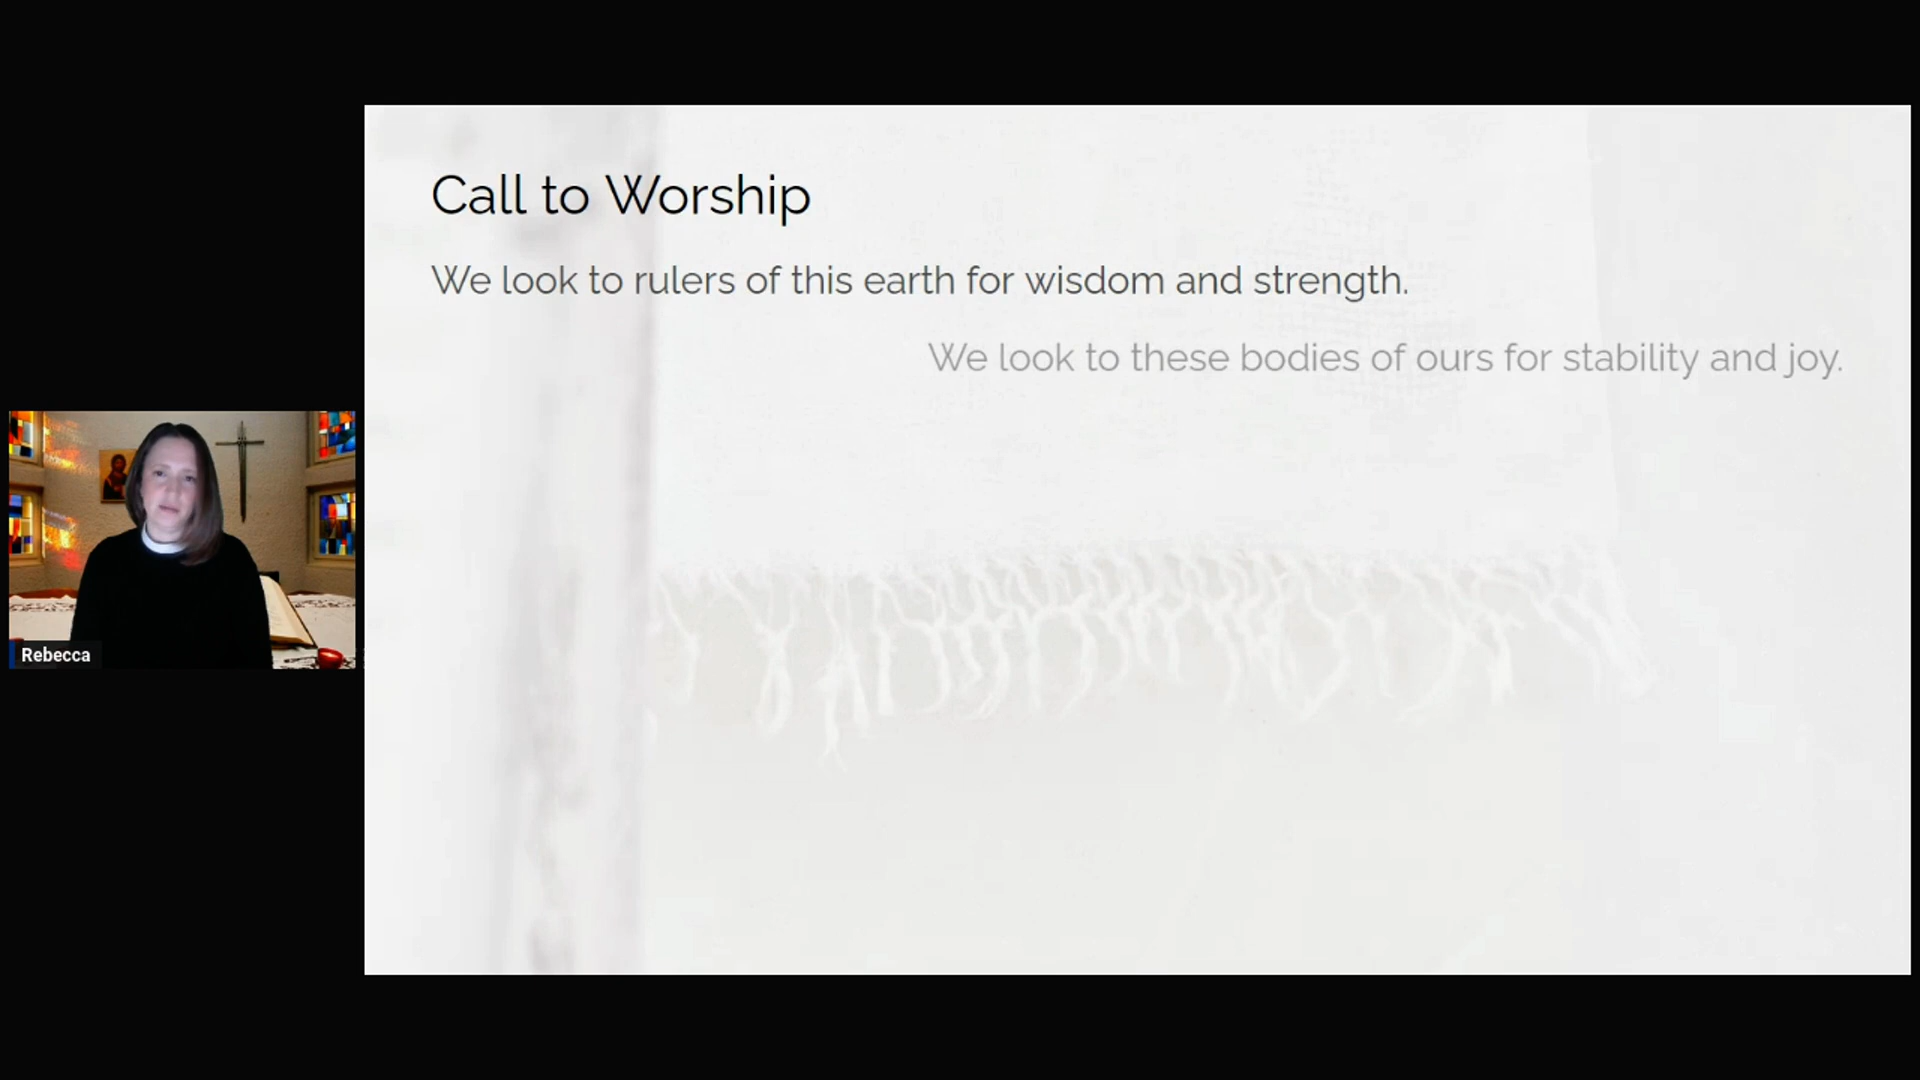 Call to Worship
We look to rulers of this earth for wisdom and strength.
We look to these bodies of ours for stability and joy.
Rebecca